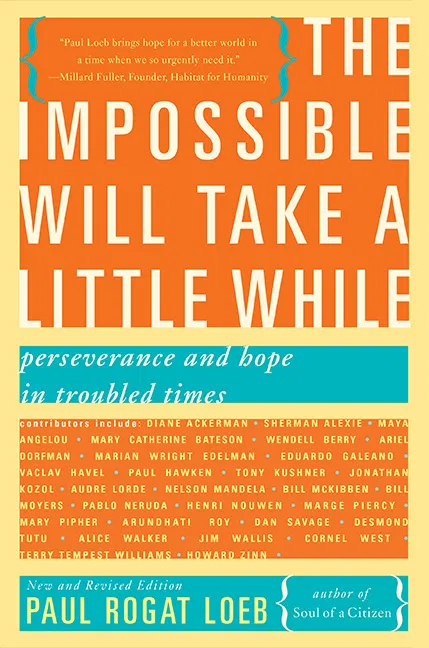 "Paul Loeb brings hope for a better world in
a time when we so urgently need it."
—Millard Fuller, Founder, Habitat for Humanity
THE
IMPOSSIBLE
WILL TAKE A
LITTLE WHILE
perseverance and hope
in troubled times
contributors include: DIANE ACKERMAN • SHERMAN ALEXIE • MAYA
ANGELOU • MARY CATHERINE BATESON • WENDELL BERRY • ARIEL
DORFMAN • MARIAN WRIGHT EDELMAN • EDUARDO GALEANO •
VACLAV HAVEL • PAUL HAWKEN • TONY KUSHNER • JONATHAN
KOZOL • AUDRE LORDE • NELSON MANDELA • BILL MCKIBBEN • BILL
MOYERS • PABLO NERUDA • HENRI NOUWEN • MARGE PIERCY •
MARY PIPHER • ARUNDHATI ROY • DAN SAVAGE • DESMOND
TUTU • ALICE WALKER • JIM WALLIS • CORNEL WEST •
TERRY TEMPEST WILLIAMS • HOWARD ZINN •
New and Revised Edition
PAUL ROGAT LOEB
author of
Soul of a Citizen